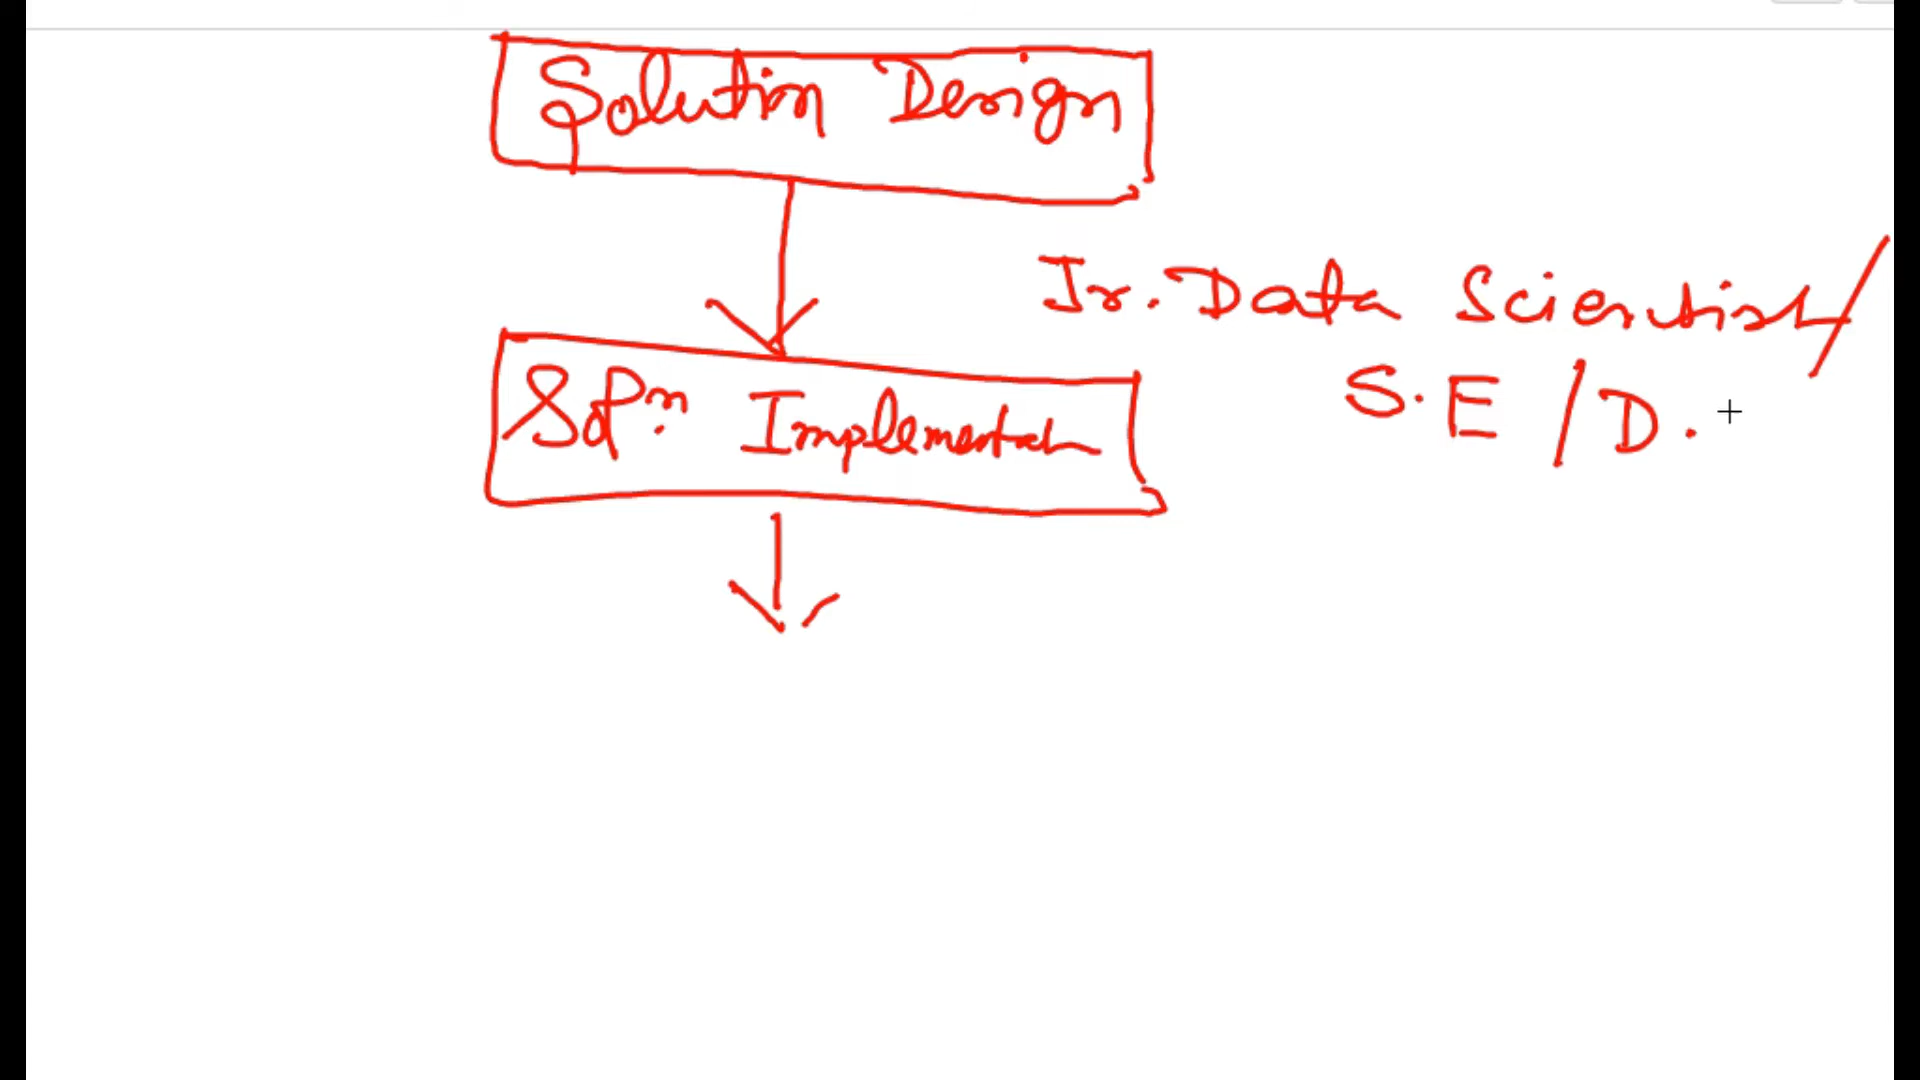 Solution Design
Jr. Data Scientist/
S.E / D.
Sol^n. Implementation